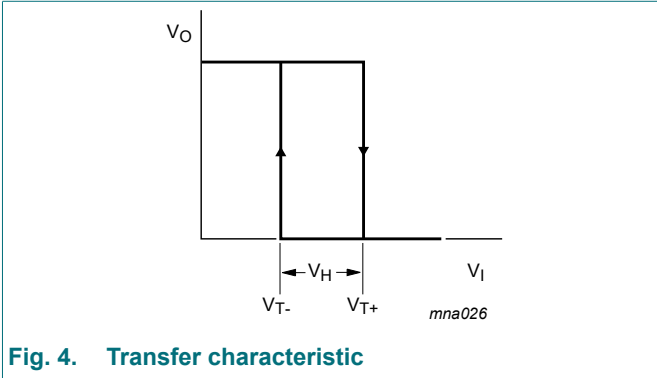 VO
VH
VI
VT-
VT+
mna026
Fig. 4. Transfer characteristic